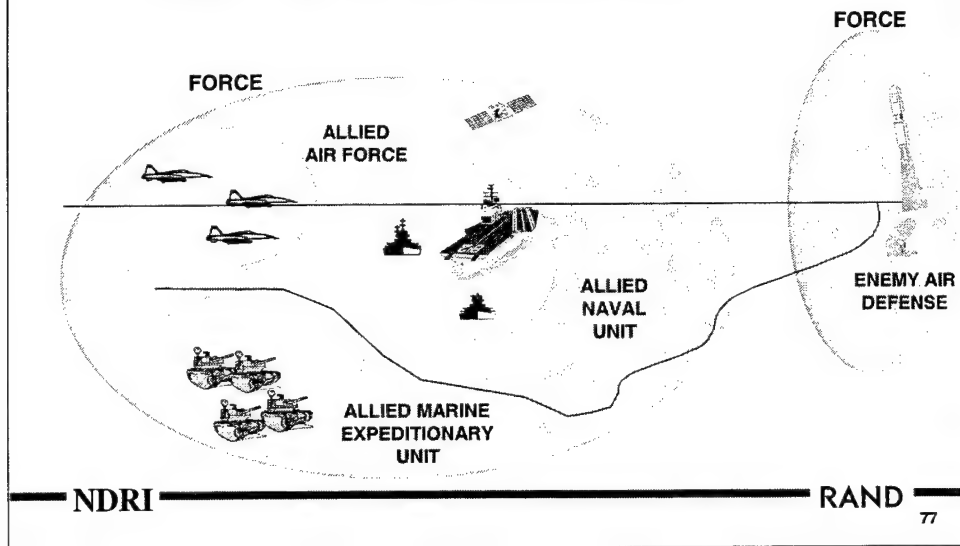 FORCE
FORCE
ALLIED
AIR FORCE
ENEMY AIR
DEFENSE
ALLIED
NAVAL
UNIT
ALLIED MARINE
EXPEDITIONARY
UNIT
NDRI
RAND
77